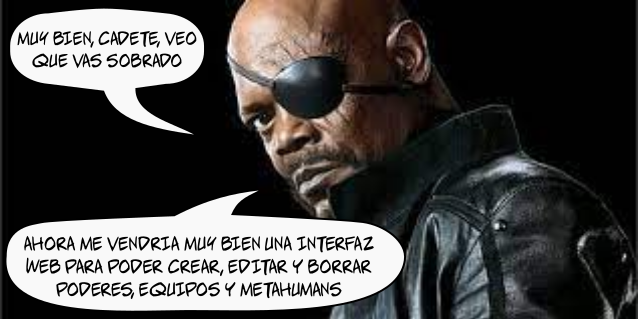 MUY BIEN, CADETE, VEO
QUE VAS SOBRADO
AHORA ME VENDRIA MUY BIEN UNA INTERFAZ
WEB PARA PODER CREAR, EDITAR Y BORRAR
PODERES, EQUIPOS Y METAHUMANS